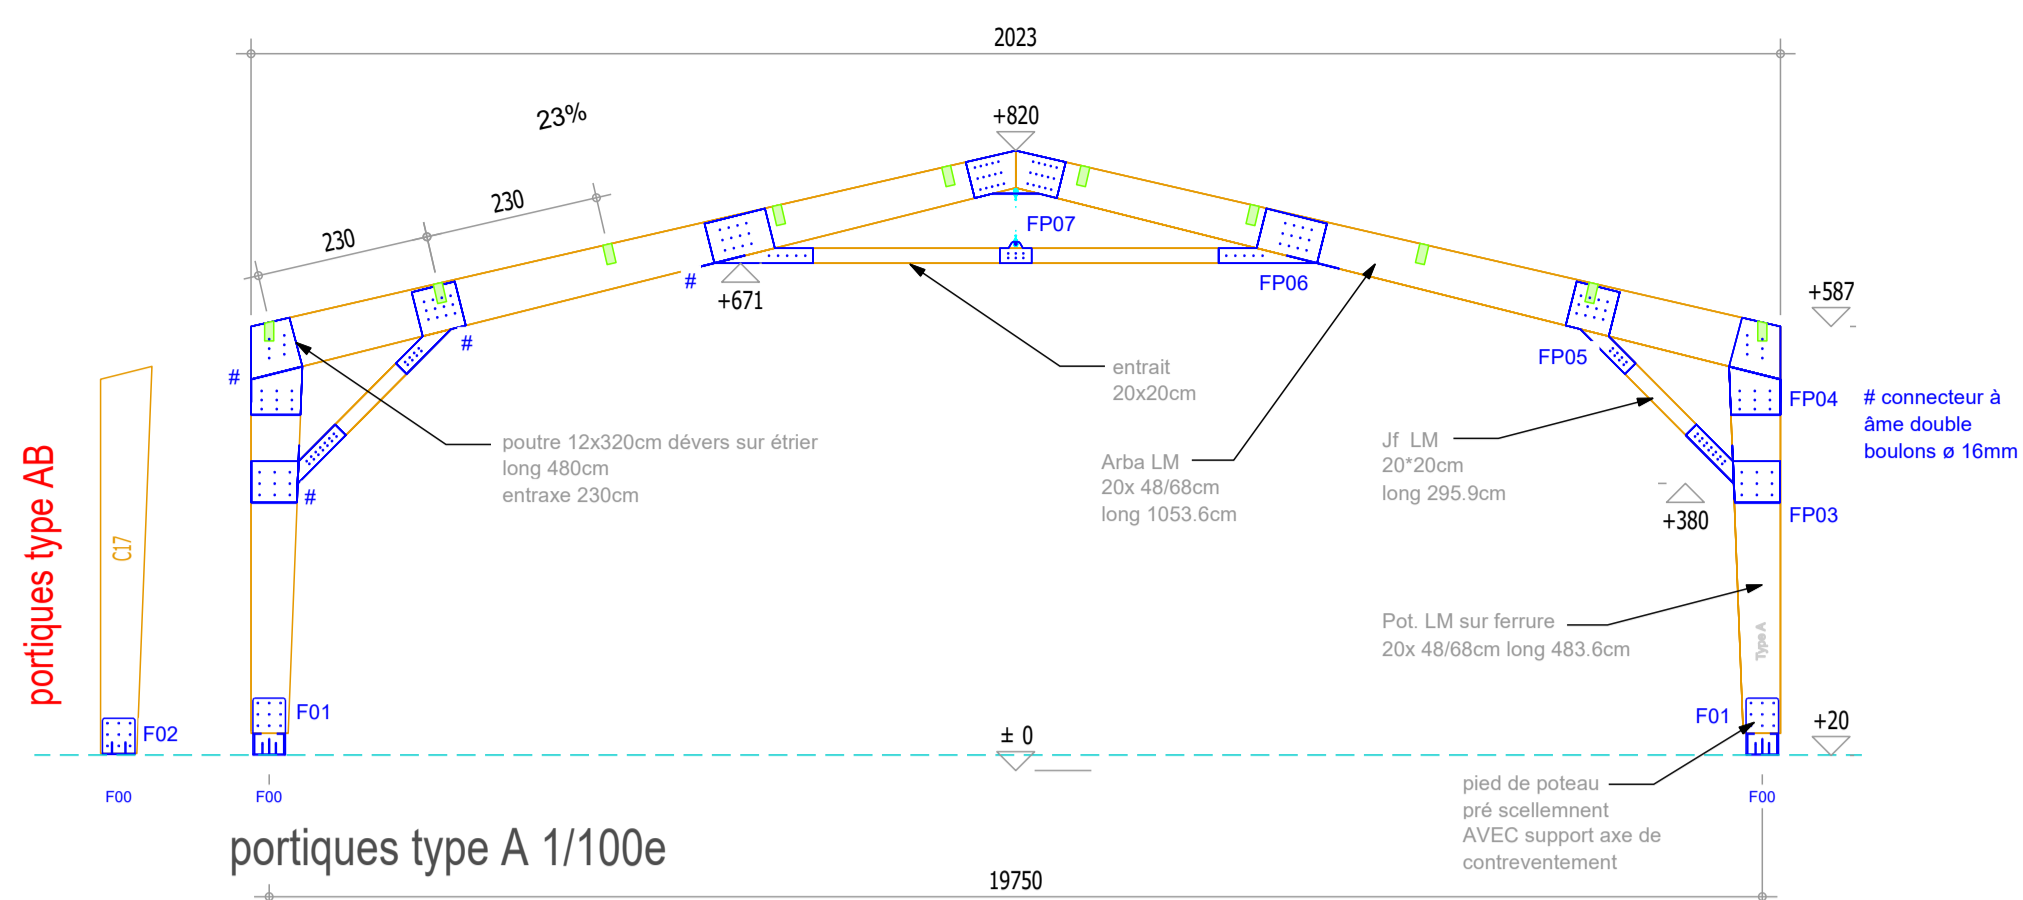 2023
23%
+820
230
230
FP07
+671
#
FP06
+587
#
#
#
FP05
FP04
# connecteur à
âme double
boulons ø 16mm
entrait
20x20cm
poutre 12x320cm dévers sur étrier
long 480cm
entraxe 230cm
Arba LM
20x 48/68cm
long 1053.6cm
Jf LM
20*20cm
long 295.9cm
+380
FP03
portiques type AB
C17
Pot. LM sur ferrure
20x 48/68cm long 483.6cm
Type A
F02
F01
F01
± 0
+20
F00
F00
F00
pied de poteau
pré scellemnent
AVEC support axe de
contreventement
portiques type A 1/100e
19750